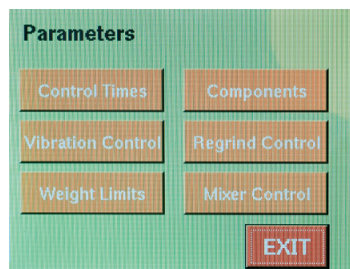 Parameters
Control Times
Components
Vibration Control
Regrind Control
Weight Limits
Mixer Control
EXIT